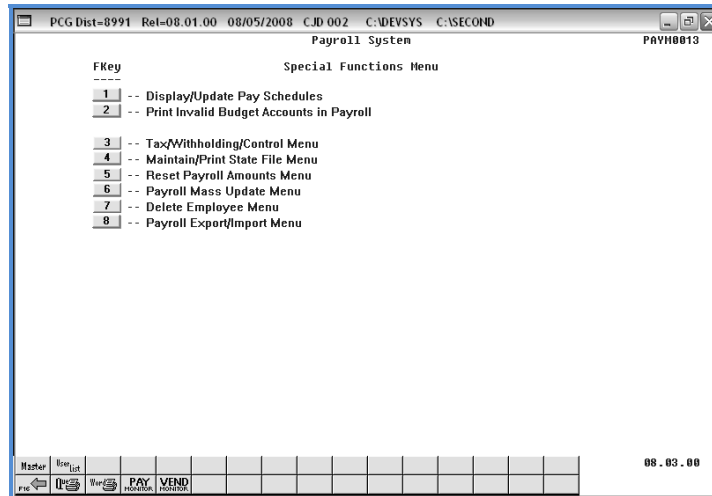 PCG Dist=8991 Rel=08.01.00 08/05/2008 CJD 002 C:\DEVSYS C:\SECOND
Payroll System PAYM0013
FKey Special Functions Menu
----
1 -- Display/Update Pay Schedules
2 -- Print Invalid Budget Accounts in Payroll
3 -- Tax/Withholding/Control Menu
4 -- Maintain/Print State File Menu
5 -- Reset Payroll Amounts Menu
6 -- Payroll Mass Update Menu
7 -- Delete Employee Menu
8 -- Payroll Export/Import Menu
Master User List 08.03.00
F16 Que Word PAY MONITOR VEND MONITOR